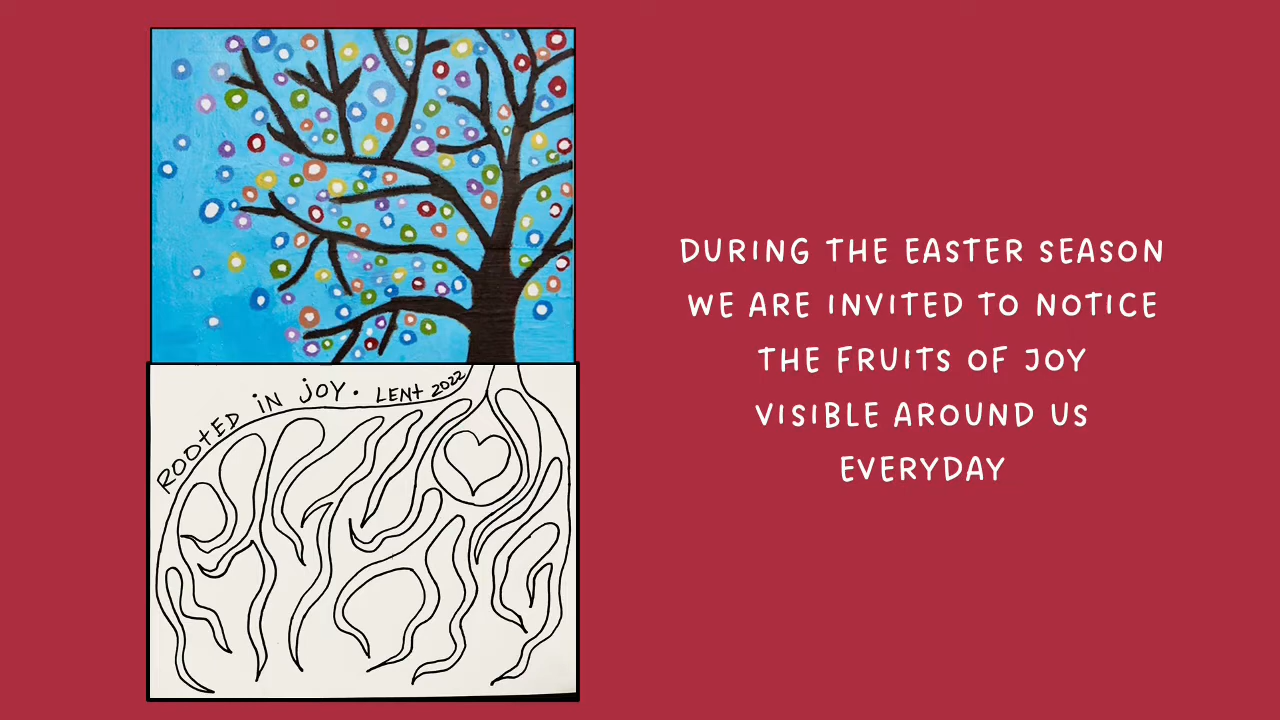 ROOTED IN JOY. LENT 2022
DURING THE EASTER SEASON
WE ARE INVITED TO NOTICE
THE FRUITS OF JOY
VISIBLE AROUND US
EVERYDAY